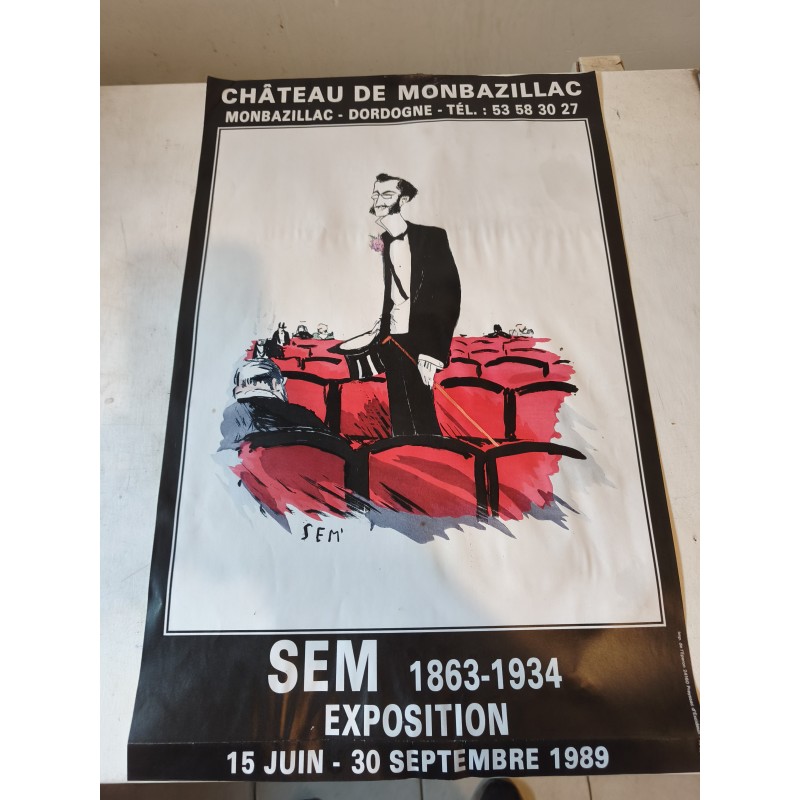 CHÂTEAU DE MONBAZILLAC
MONBAZILLAC - DORDOGNE - TÉL. : 53 58 30 27
SEM
SEM 1863-1934
EXPOSITION
15 JUIN - 30 SEPTEMBRE 1989